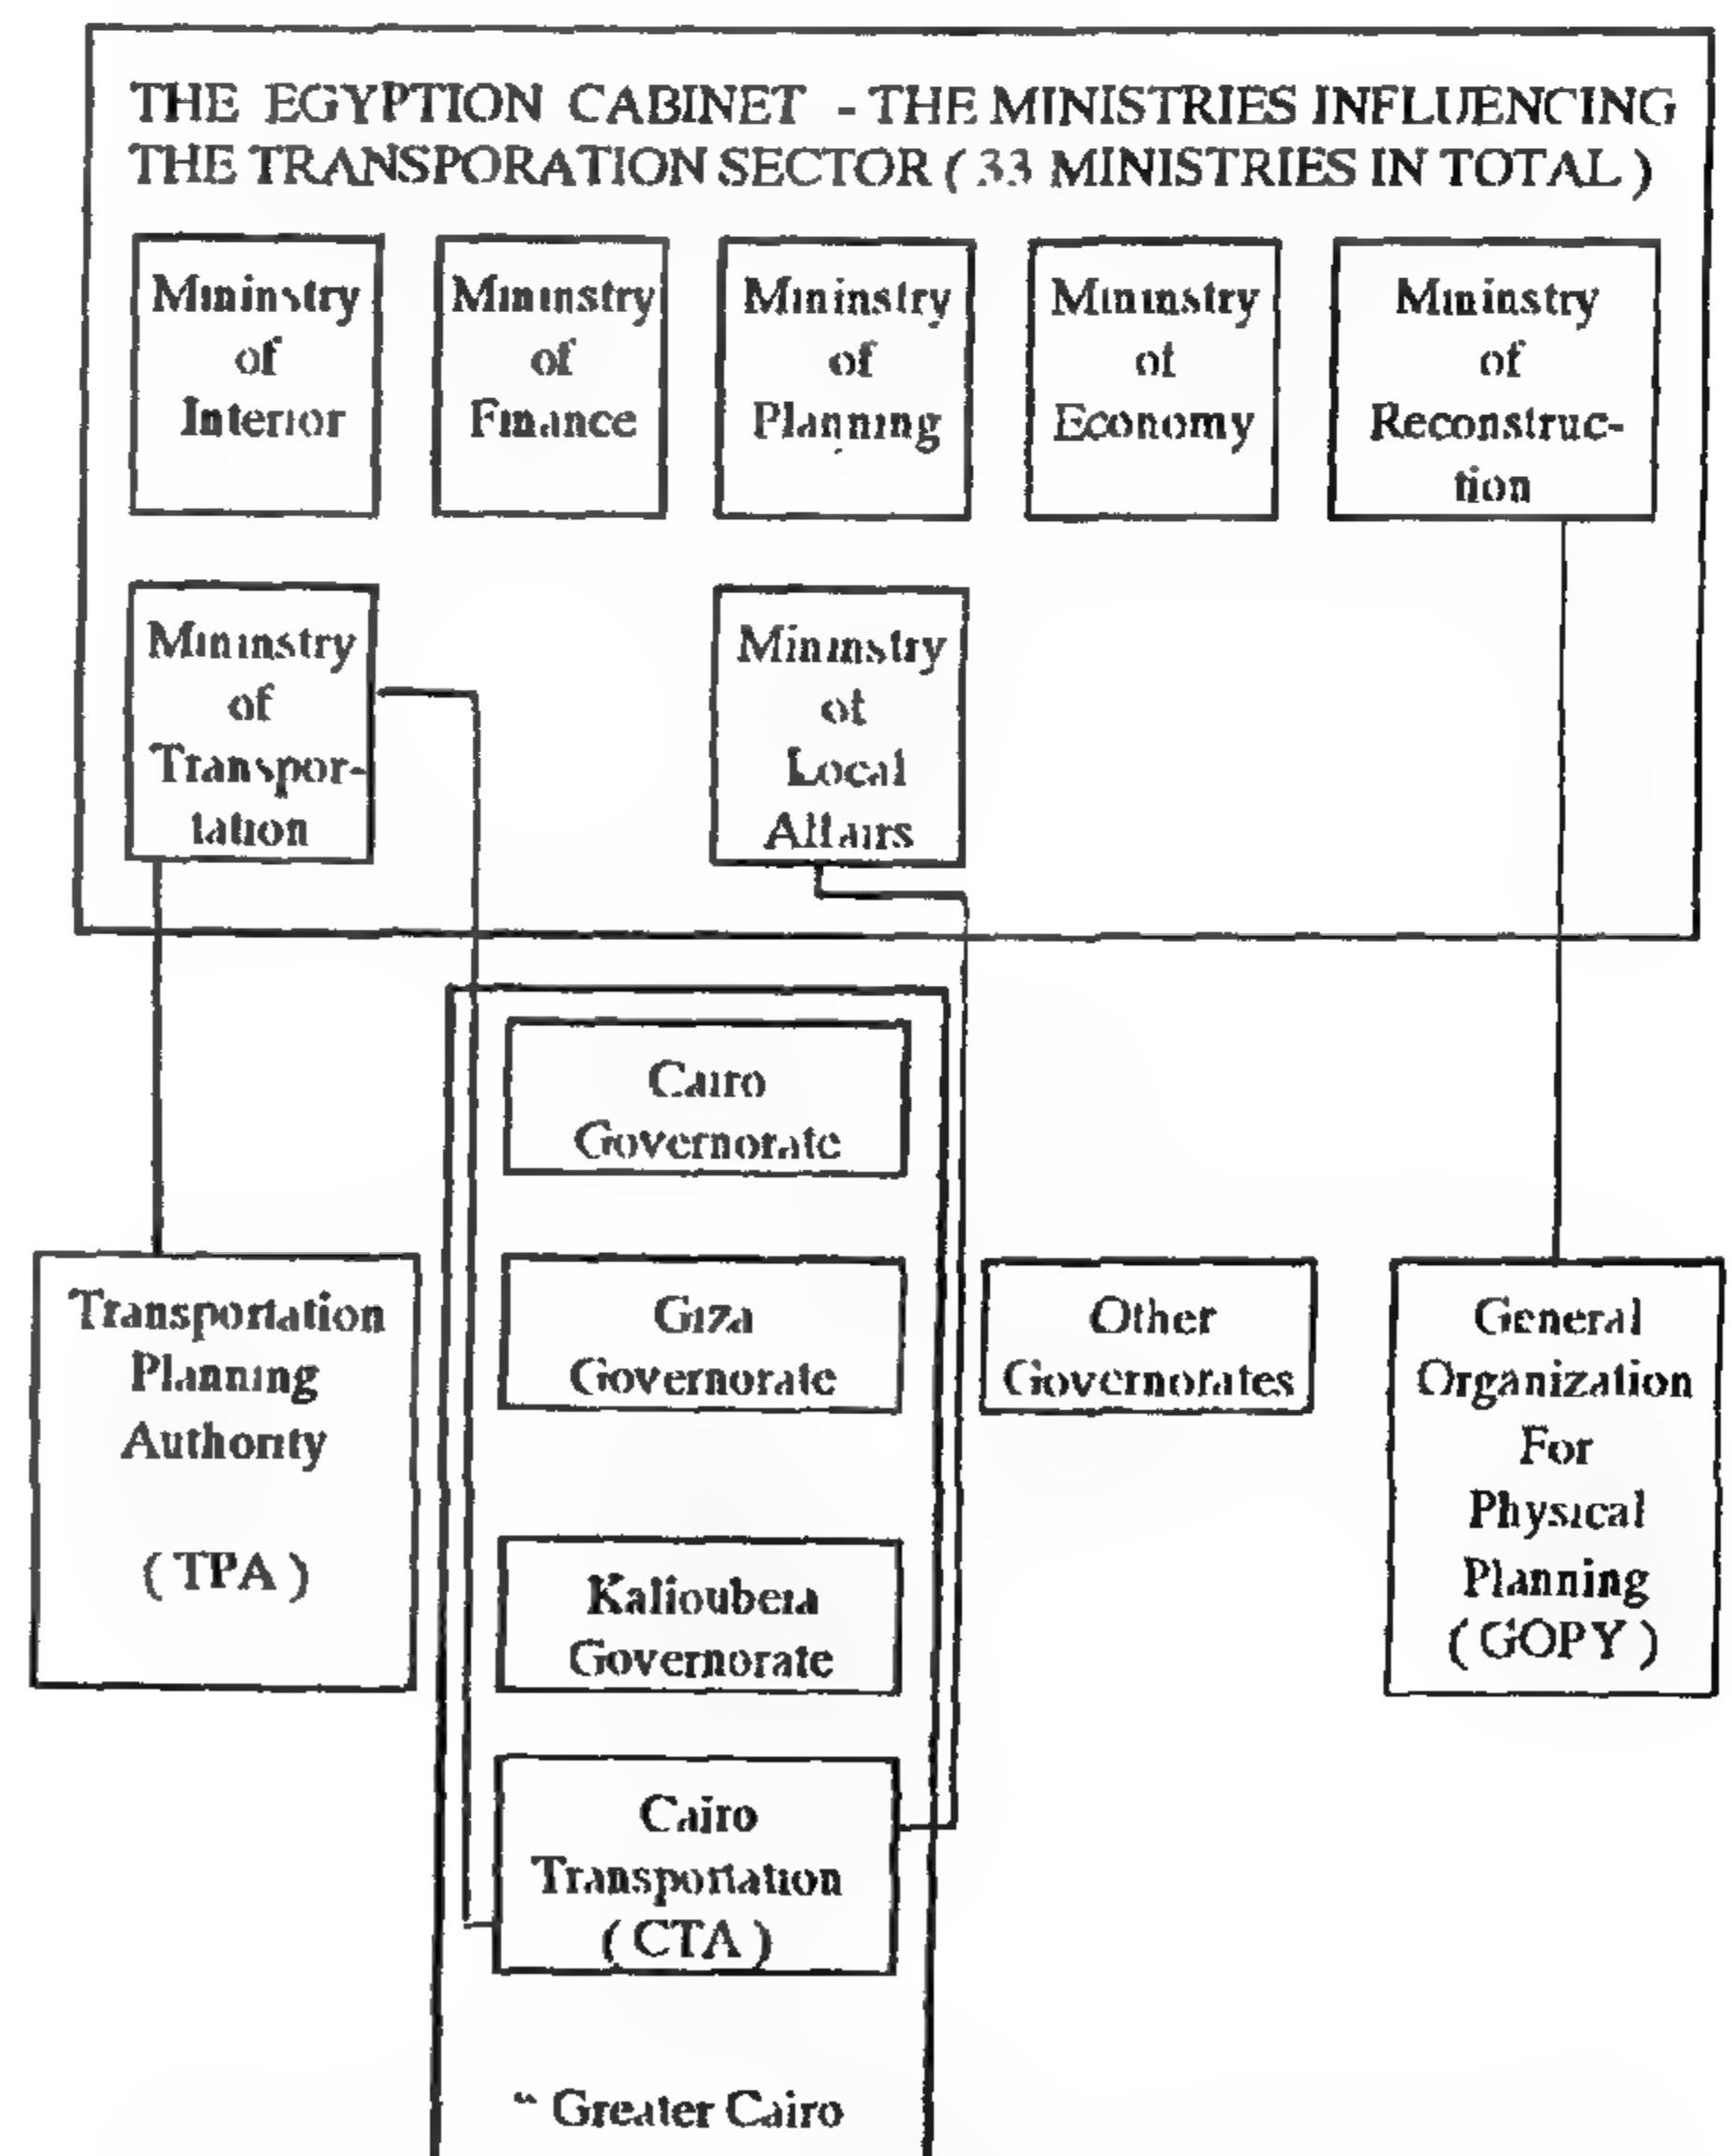 THE EGYPTION CABINET - THE MINISTRIES INFLUENCING
THE TRANSPORATION SECTOR ( 33 MINISTRIES IN TOTAL )
Mininstry
of
Interior
Mininstry
of
Finance
Mininstry
of
Planning
Mininstry
of
Economy
Mininstry
of
Reconstruc-
tion
Mininstry
of
Transpor-
tation
Mininstry
of
Local
Affairs
Cairo
Governorate
Transportation
Planning
Authority
( TPA )
Giza
Governorate
Other
Governorates
General
Organization
For
Physical
Planning
( GOPY )
Kalioubeia
Governorate
Cairo
Transportation
( CTA )
" Greater Cairo